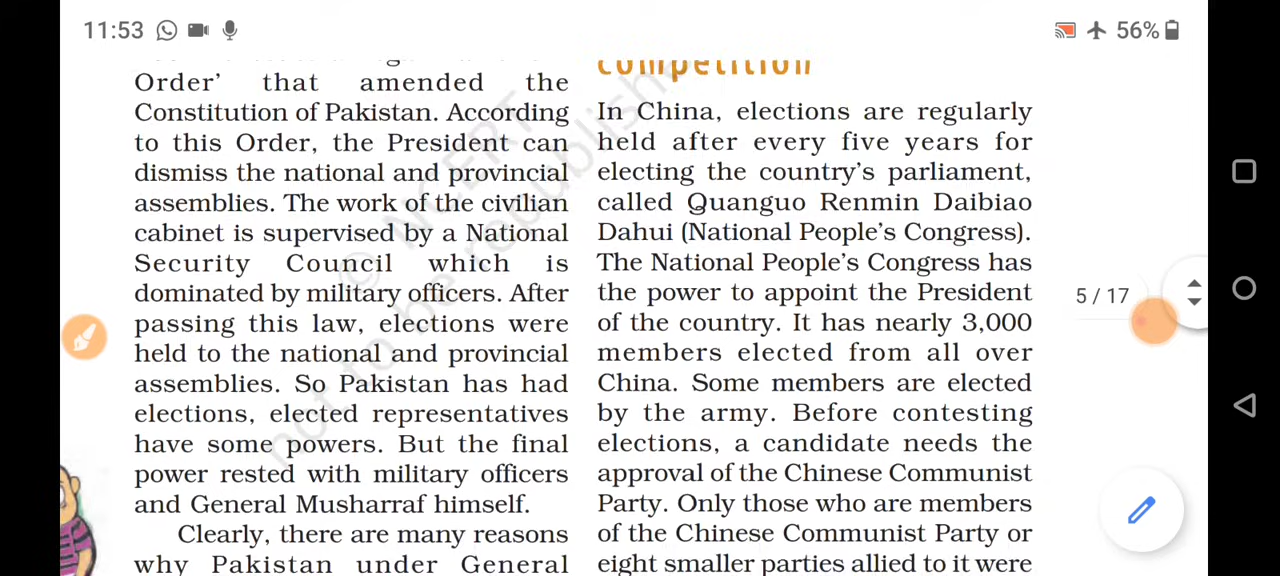 11:53
56%
Order’ that amended the
Constitution of Pakistan. According
to this Order, the President can
dismiss the national and provincial
assemblies. The work of the civilian
cabinet is supervised by a National
Security Council which is
dominated by military officers. After
passing this law, elections were
held to the national and provincial
assemblies. So Pakistan has had
elections, elected representatives
have some powers. But the final
power rested with military officers
and General Musharraf himself.
Clearly, there are many reasons
why Pakistan under General
competition
In China, elections are regularly
held after every five years for
electing the country’s parliament,
called Quanguo Renmin Daibiao
Dahui (National People’s Congress).
The National People’s Congress has
the power to appoint the President
of the country. It has nearly 3,000
members elected from all over
China. Some members are elected
by the army. Before contesting
elections, a candidate needs the
approval of the Chinese Communist
Party. Only those who are members
of the Chinese Communist Party or
eight smaller parties allied to it were
5 / 17
© NCERT
not to be republishe